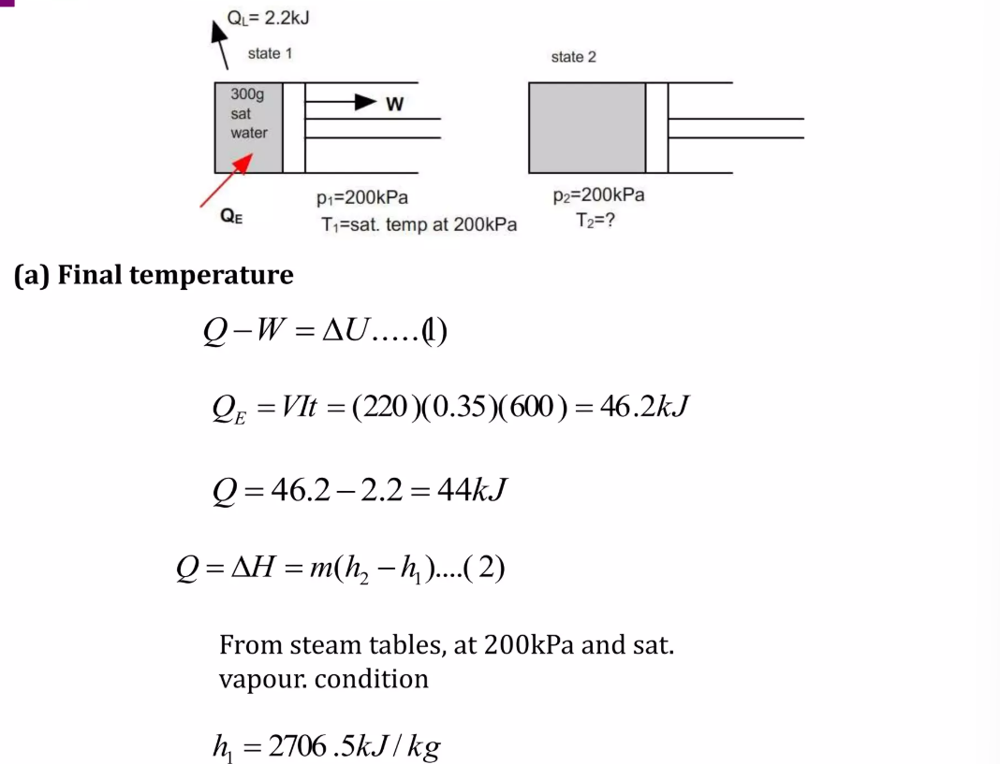 QL= 2.2kJ
state 1
state 2
300g
sat
water
W
QE
p1=200kPa
T1=sat. temp at 200kPa
p2=200kPa
T2=?
(a) Final temperature
Q − W = ΔU.....(1)
Q_E = VIt = (220)(0.35)(600) = 46.2kJ
Q = 46.2 − 2.2 = 44kJ
Q = ΔH = m(h₂ − h₁)....(2)
From steam tables, at 200kPa and sat.
vapour. condition
h₁ = 2706.5kJ/kg